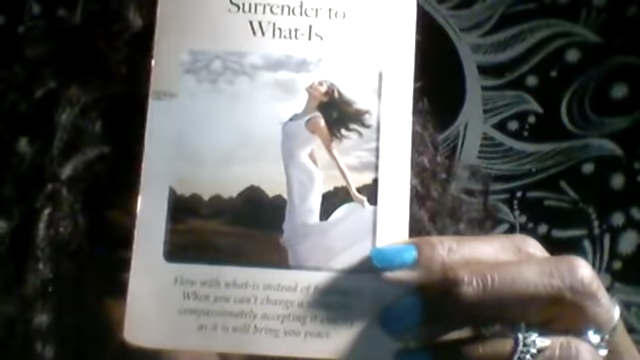 Surrender to
What-Is
Flow with what-is instead of
When you can't change a
compassionately accepting it
as it is will bring you peace.